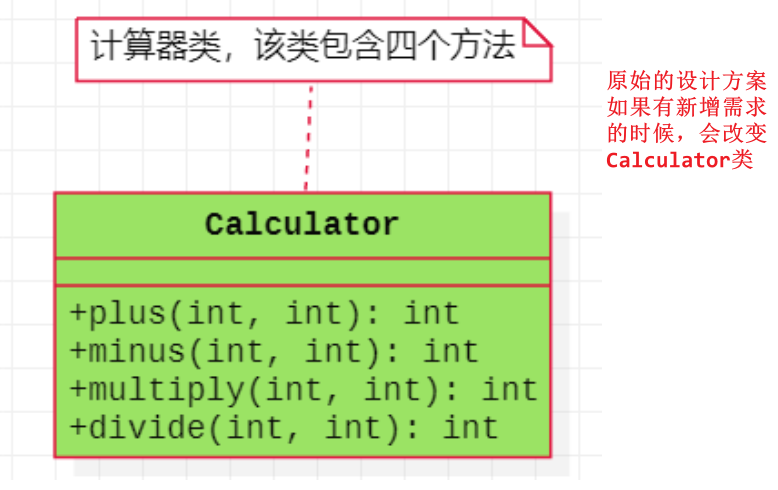 计算器类，该类包含四个方法
原始的设计方案
如果有新增需求
的时候，会改变
Calculator类
Calculator
+plus(int, int): int
+minus(int, int): int
+multiply(int, int): int
+divide(int, int): int